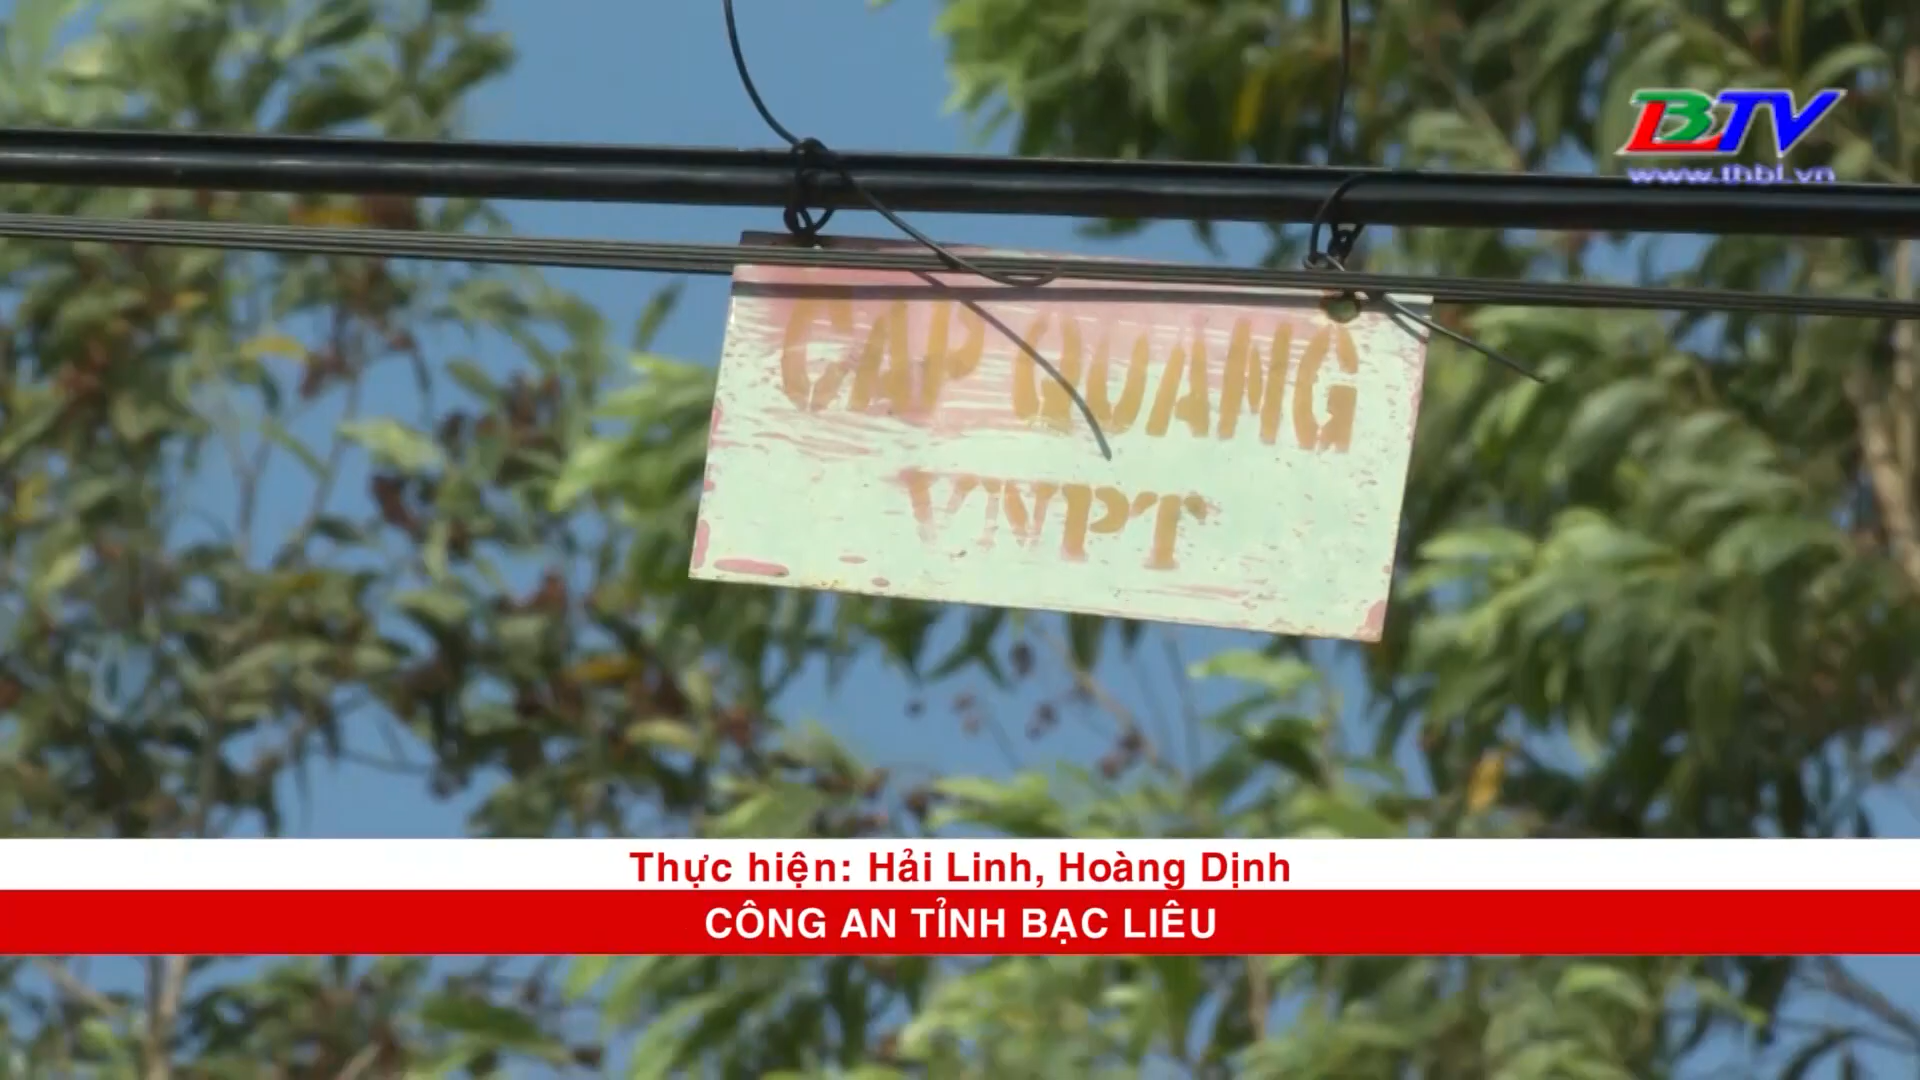 BTV
www.thbl.vn
CAP QUANG
VNPT
Thực hiện: Hải Linh, Hoàng Dịnh
CÔNG AN TỈNH BẠC LIÊU